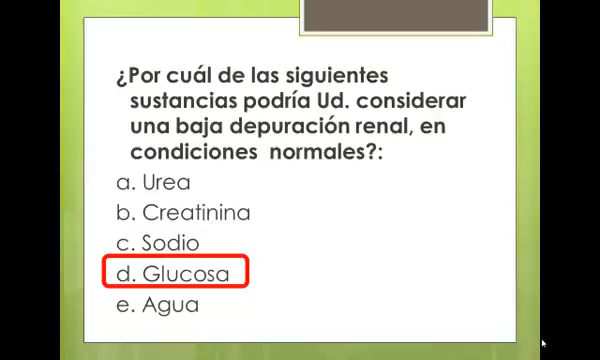 ¿Por cuál de las siguientes
sustancias podría Ud. considerar
una baja depuración renal, en
condiciones normales?:
a. Urea
b. Creatinina
c. Sodio
d. Glucosa
e. Agua